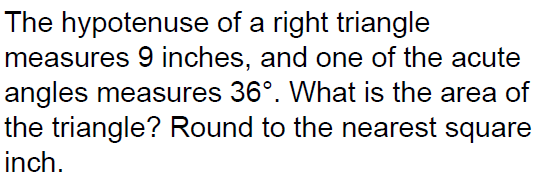 The hypotenuse of a right triangle
measures 9 inches, and one of the acute
angles measures 36°. What is the area of
the triangle? Round to the nearest square
inch.